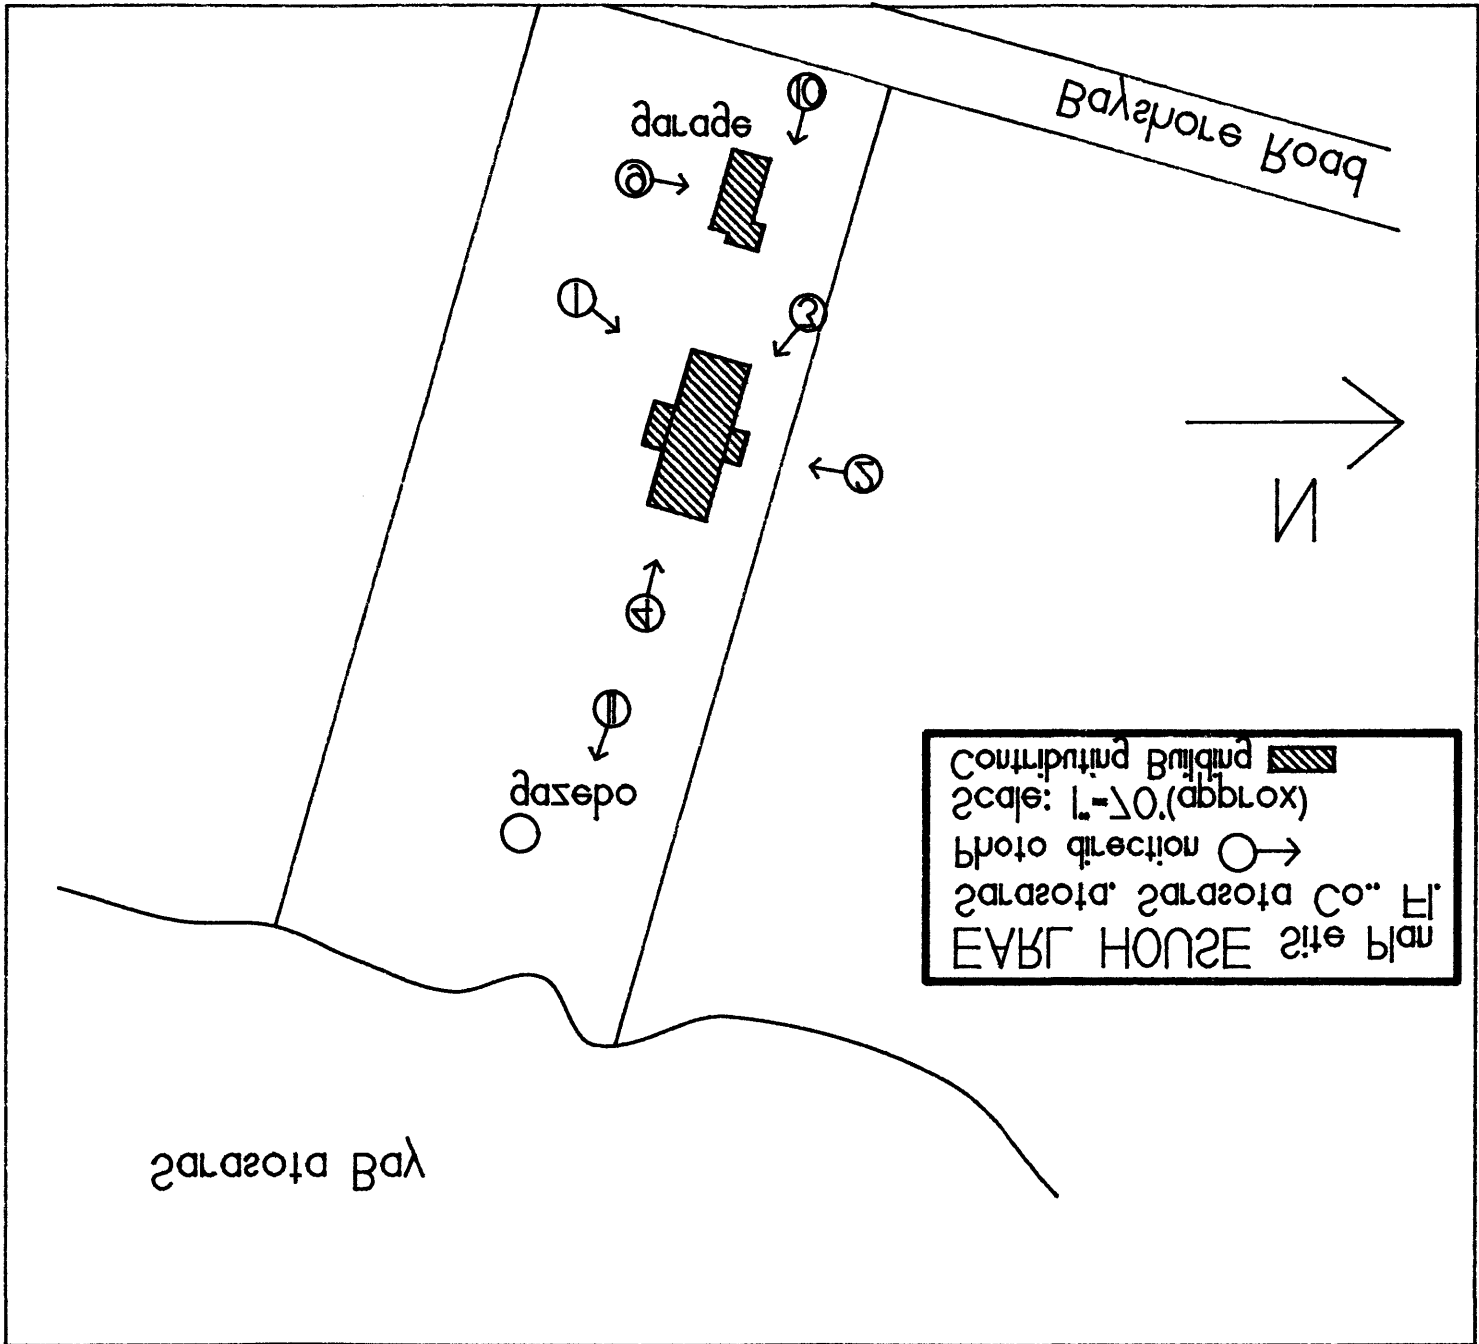 Sarasota Bay
EARL HOUSE Site Plan
Sarasota, Sarasota Co., Fl.
Photo direction
Scale: 1"=70'(approx)
Contributing Building
gazebo
11
4
N
2
3
1
9
garage
10
Bayshore Road